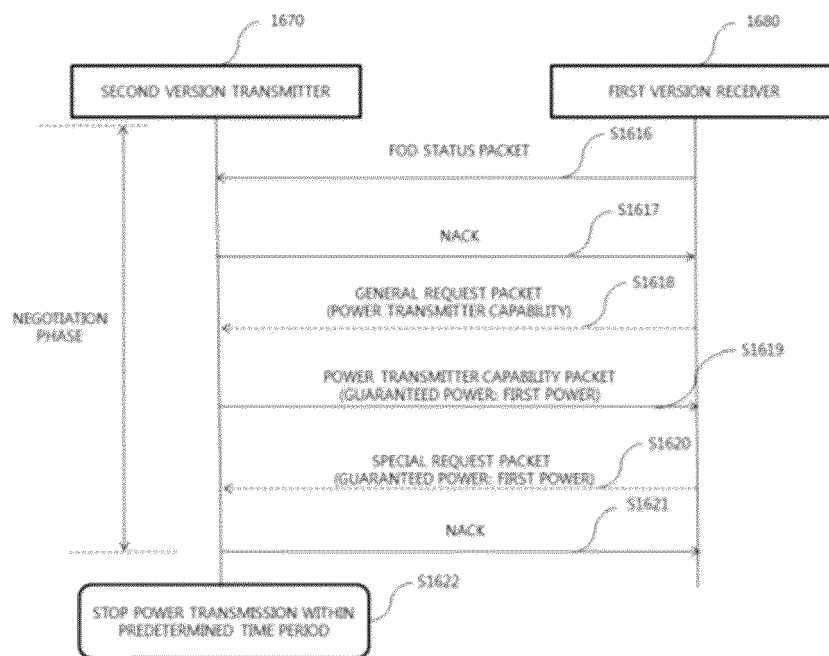 1670
1680
SECOND VERSION TRANSMITTER
FIRST VERSION RECEIVER
S1616
FOD STATUS PACKET
S1617
NACK
S1618
GENERAL REQUEST PACKET
(POWER TRANSMITTER CAPABILITY)
NEGOTIATION
PHASE
S1619
POWER TRANSMITTER CAPABILITY PACKET
(GUARANTEED POWER: FIRST POWER)
S1620
SPECIAL REQUEST PACKET
(GUARANTEED POWER: FIRST POWER)
S1621
NACK
S1622
STOP POWER TRANSMISSION WITHIN
PREDETERMINED TIME PERIOD